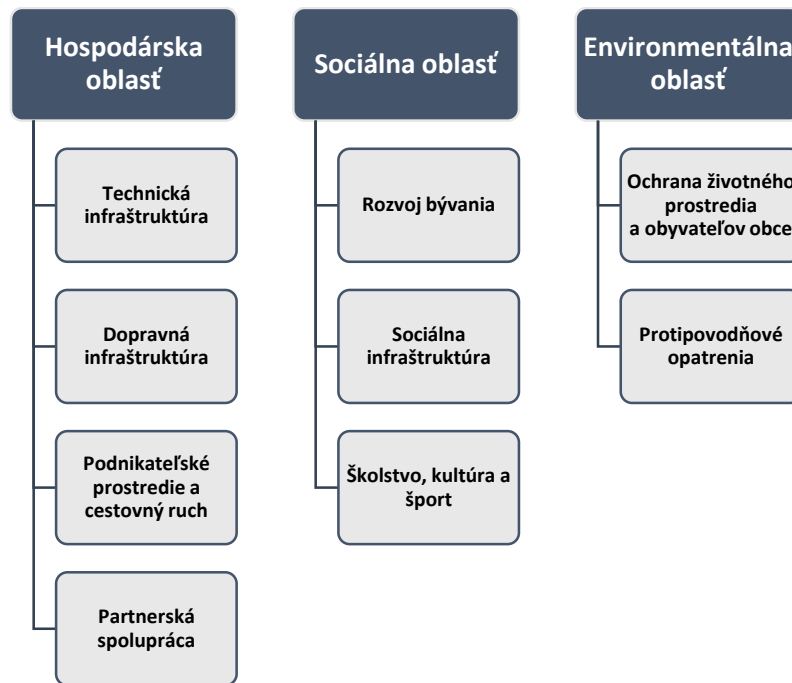 Hospodárska
oblasť
Technická
infraštruktúra
Dopravná
infraštruktúra
Podnikateľské
prostredie a
cestovný ruch
Partnerská
spolupráca
Sociálna oblasť
Rozvoj bývania
Sociálna
infraštruktúra
Školstvo, kultúra a
šport
Environmentálna
oblasť
Ochrana životného
prostredia
a obyvateľov obce
Protipovodňové
opatrenia